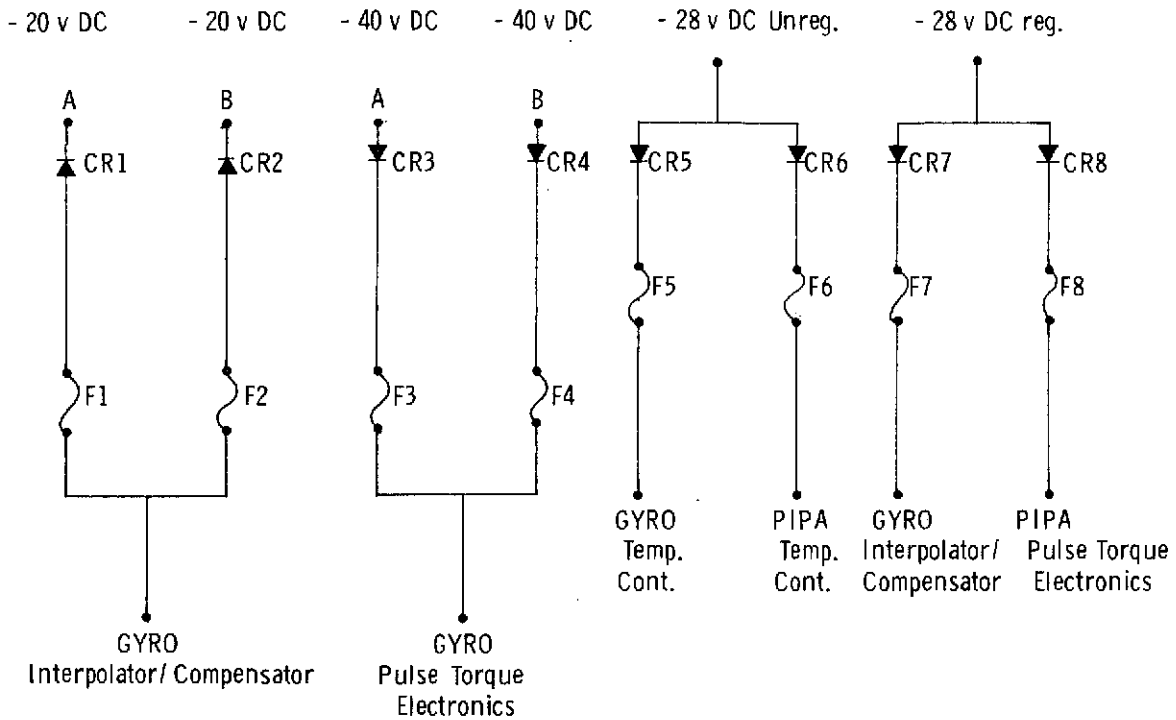 - 20 v DC - 20 v DC - 40 v DC - 40 v DC - 28 v DC Unreg. - 28 v DC reg.
A B A B
CR1 CR2 CR3 CR4 CR5 CR6 CR7 CR8
F5 F6 F7 F8
F1 F2 F3 F4
GYRO PIPA GYRO PIPA
Temp. Temp. Interpolator/ Pulse Torque
Cont. Cont. Compensator Electronics
GYRO GYRO
Interpolator/ Compensator Pulse Torque
Electronics